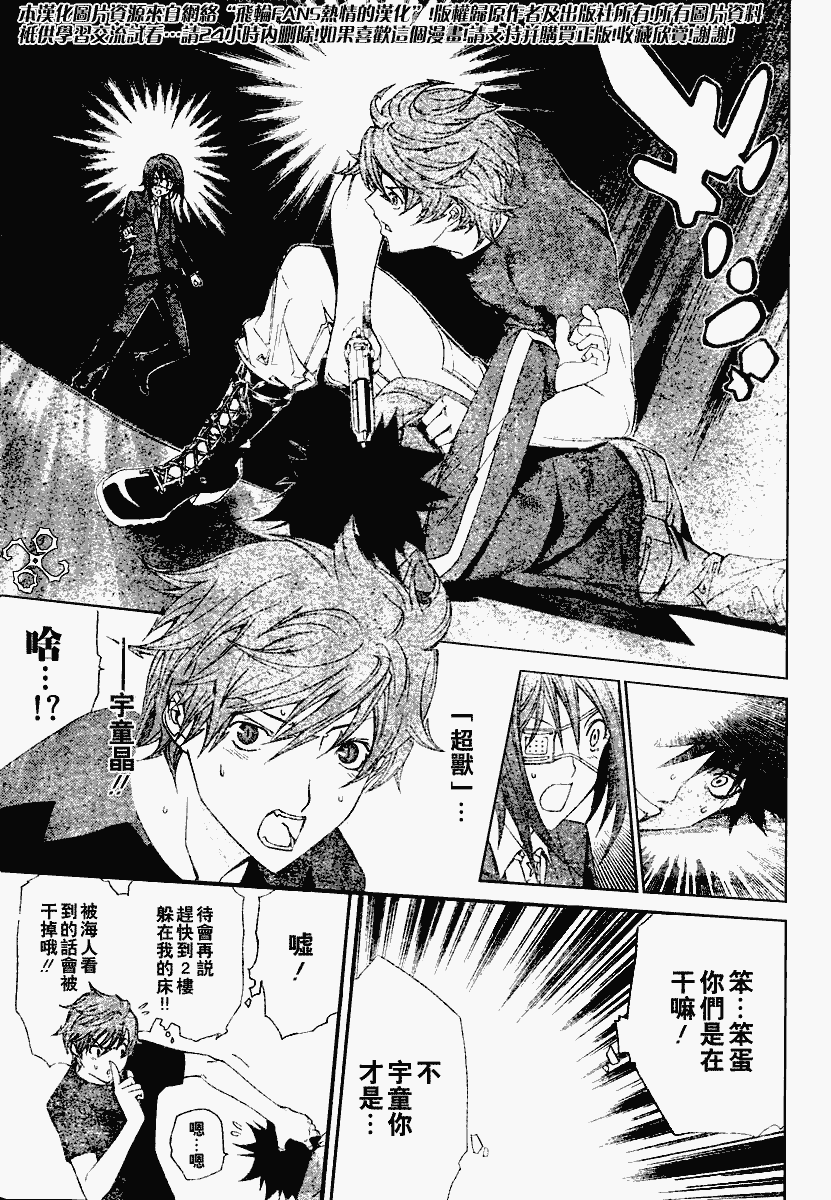 本漢化圖片資源來自網絡“飛輪FANS熱情的漢化”!版權歸原作者及出版社所有!所有圖片資料
祇供學習交流試看…請24小時內刪除!如果喜歡這個漫畫!請支持并購買正版!收藏欣賞!謝謝!
「超獸」…
——宇童晶!!
啥…!?
笨…笨蛋
你們是在
干嘛!
不
宇童你
才是…
噓!
待會再說
趕快到2樓
躲在我的床!!
被海人看
到的話會被
干掉哦!!
嗯…嗯